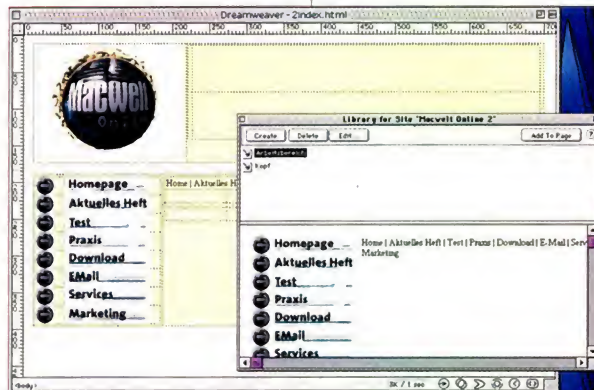 Dreamweaver - 2index.html
0 50 100 150 200 250 300 350 400 450 500 550 600 650 700
Macwelt
Online
Homepage
Home | Aktuelles H
Aktuelles Heft
Test
Praxis
Download
EMail
Services
Marketing
<body>
3K / 1 sec
Library for Site "Macwelt Online 2"
Create Delete Edit... Add To Page ?
Arbeitsbereich
Kopf
Homepage
Home | Aktuelles Heft | Test | Praxis | Download | E-Mail | Serv
Marketing
Aktuelles Heft
Test
Praxis
Download
EMail
Services